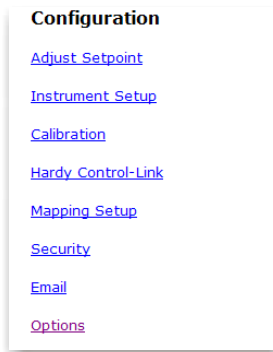 Configuration
Adjust Setpoint
Instrument Setup
Calibration
Hardy Control-Link
Mapping Setup
Security
Email
Options